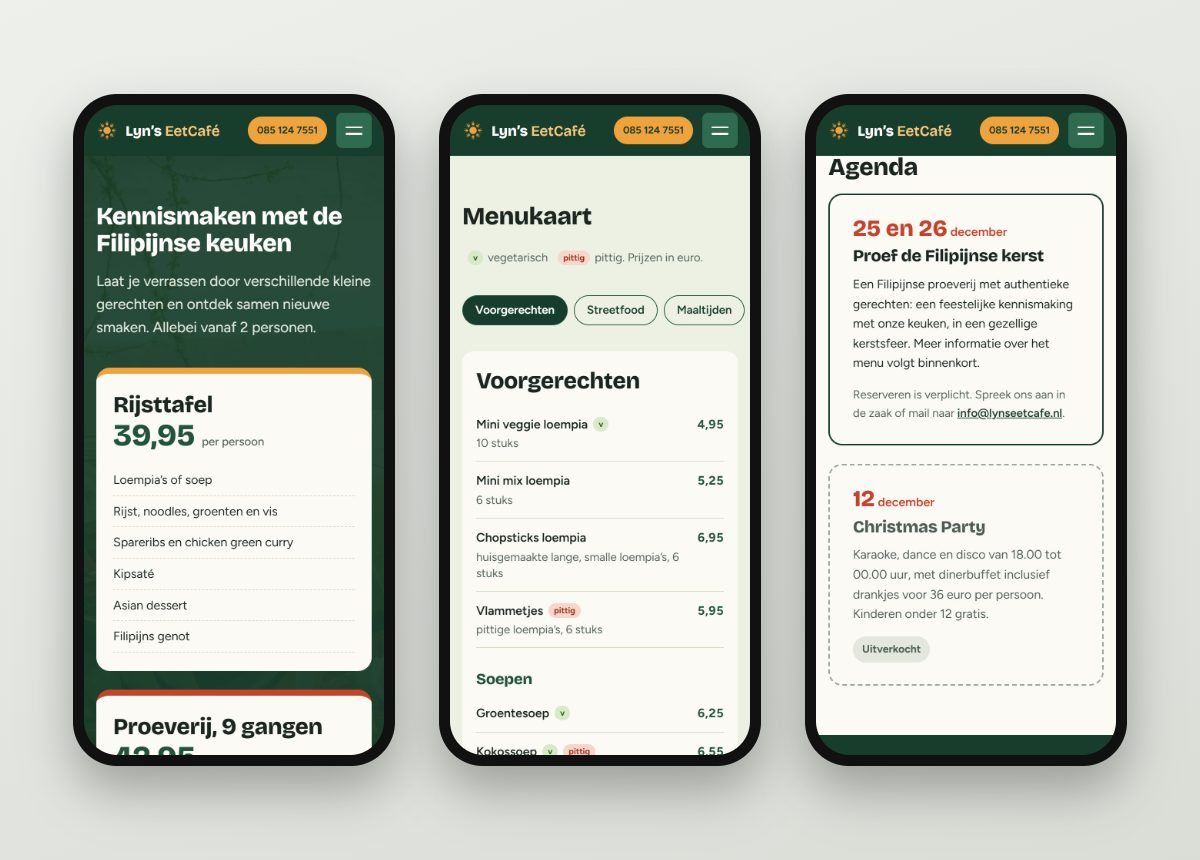 Lyn's EetCafé
085 124 7551
Kennismaken met de
Filipijnse keuken
Laat je verrassen door verschillende kleine
gerechten en ontdek samen nieuwe
smaken. Allebei vanaf 2 personen.
Rijsttafel
39,95 per persoon
Loempia's of soep
Rijst, noodles, groenten en vis
Spareribs en chicken green curry
Kipsaté
Asian dessert
Filipijns genot
Proeverij, 9 gangen
42,95
Lyn's EetCafé
085 124 7551
Menukaart
v vegetarisch pittig pittig. Prijzen in euro.
Voorgerechten Streetfood Maaltijden
Voorgerechten
Mini veggie loempia v 4,95
10 stuks
Mini mix loempia 5,25
6 stuks
Chopsticks loempia 6,95
huisgemaakte lange, smalle loempia's, 6
stuks
Vlammetjes pittig 5,95
pittige loempia's, 6 stuks
Soepen
Groentesoep v 6,25
Kokossoep v pittig 6,55
Lyn's EetCafé
085 124 7551
Agenda
25 en 26 december
Proef de Filipijnse kerst
Een Filipijnse proeverij met authentieke
gerechten: een feestelijke kennismaking
met onze keuken, in een gezellige
kerstsfeer. Meer informatie over het
menu volgt binnenkort.
Reserveren is verplicht. Spreek ons aan in
de zaak of mail naar info@lynseetcafe.nl.
12 december
Christmas Party
Karaoke, dance en disco van 18.00 tot
00.00 uur, met dinerbuffet inclusief
drankjes voor 36 euro per persoon.
Kinderen onder 12 gratis.
Uitverkocht